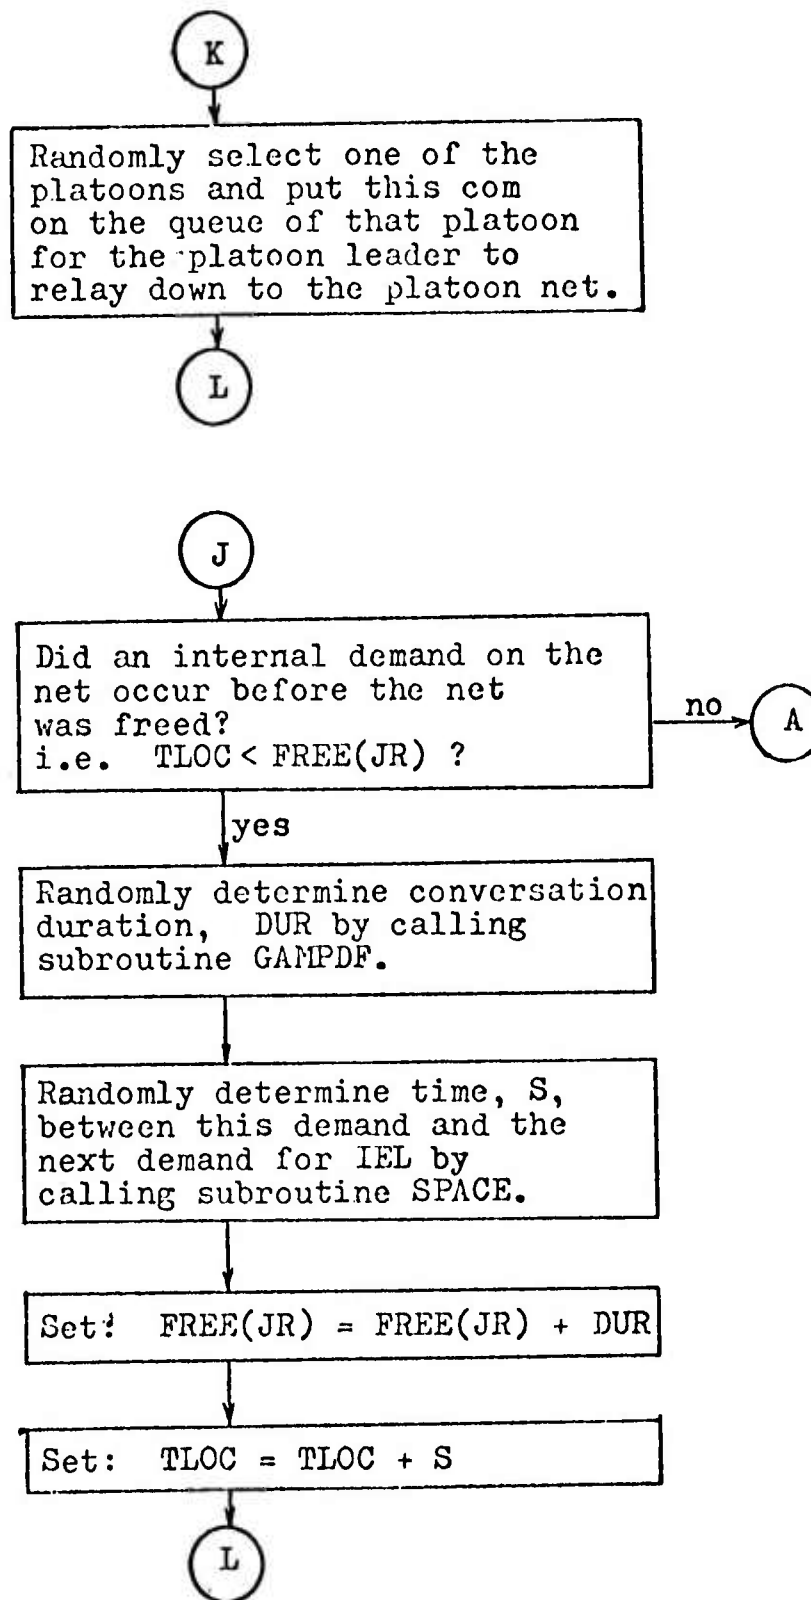 K
Randomly select one of the
platoons and put this com
on the queue of that platoon
for the platoon leader to
relay down to the platoon net.
L
J
Did an internal demand on the
net occur before the net
was freed?
i.e. TLOC < FREE(JR) ?
no
A
yes
Randomly determine conversation
duration, DUR by calling
subroutine GAMPDF.
Randomly determine time, S,
between this demand and the
next demand for IEL by
calling subroutine SPACE.
Set: FREE(JR) = FREE(JR) + DUR
Set: TLOC = TLOC + S
L